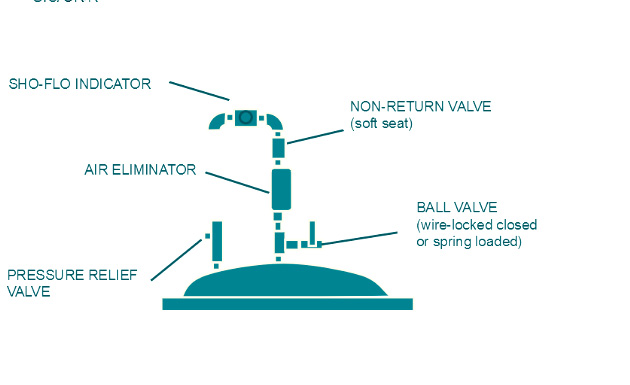 SHO-FLO INDICATOR
NON-RETURN VALVE
(soft seat)
AIR ELIMINATOR
BALL VALVE
(wire-locked closed
or spring loaded)
PRESSURE RELIEF
VALVE